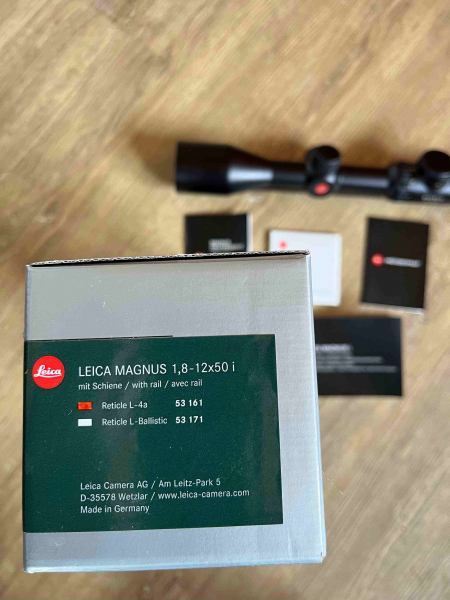 Leica
LEICA MAGNUS 1,8-12x50 i
mit Schiene / with rail / avec rail
Reticle L-4a 53 161
Reticle L-Ballistic 53 171
Leica Camera AG / Am Leitz-Park 5
D-35578 Wetzlar / www.leica-camera.com
Made in Germany